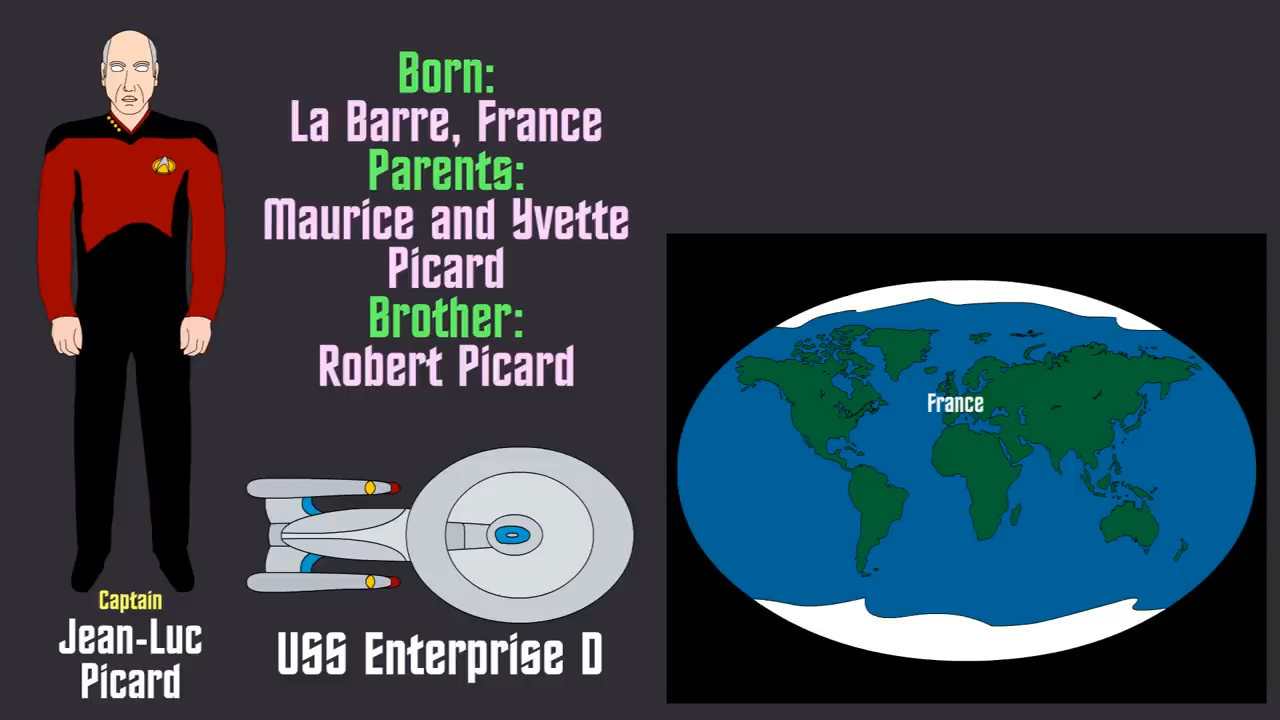 Born:
La Barre, France
Parents:
Maurice and Yvette
Picard
Brother:
Robert Picard
France
Captain
Jean-Luc
Picard
USS Enterprise D